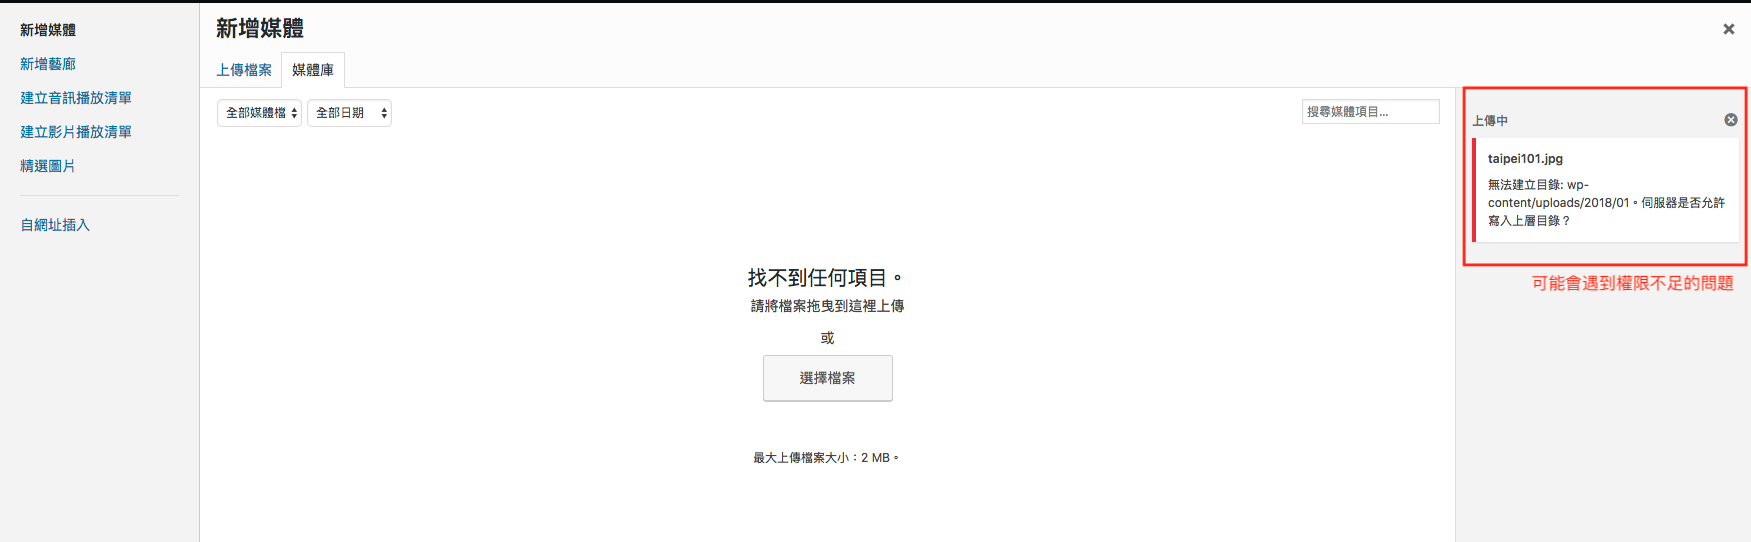 新增媒體
新增藝廊
建立音訊播放清單
建立影片播放清單
精選圖片
自網址插入
新增媒體
上傳檔案
媒體庫
全部媒體檔
全部日期
搜尋媒體項目...
找不到任何項目。
請將檔案拖曳到這裡上傳
或
選擇檔案
最大上傳檔案大小：2 MB。
上傳中
taipei101.jpg
無法建立目錄: wp-
content/uploads/2018/01。伺服器是否允許
寫入上層目錄？
可能會遇到權限不足的問題